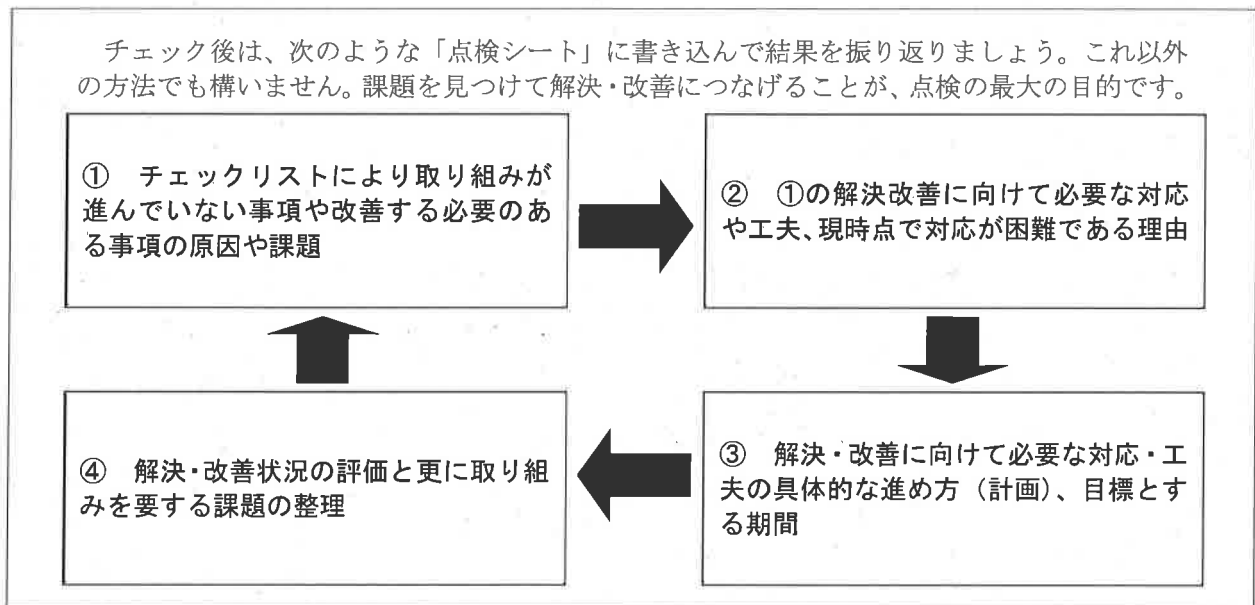 チェック後は、次のような「点検シート」に書き込んで結果を振り返りましょう。これ以外
の方法でも構いません。課題を見つけて解決・改善につなげることが、点検の最大の目的です。
① チェックリストにより取り組みが
進んでいない事項や改善する必要のあ
る事項の原因や課題
② ①の解決改善に向けて必要な対応
や工夫、現時点で対応が困難である理由
③ 解決・改善に向けて必要な対応・工
夫の具体的な進め方（計画）、目標とす
る期間
④ 解決・改善状況の評価と更に取り組
みを要する課題の整理